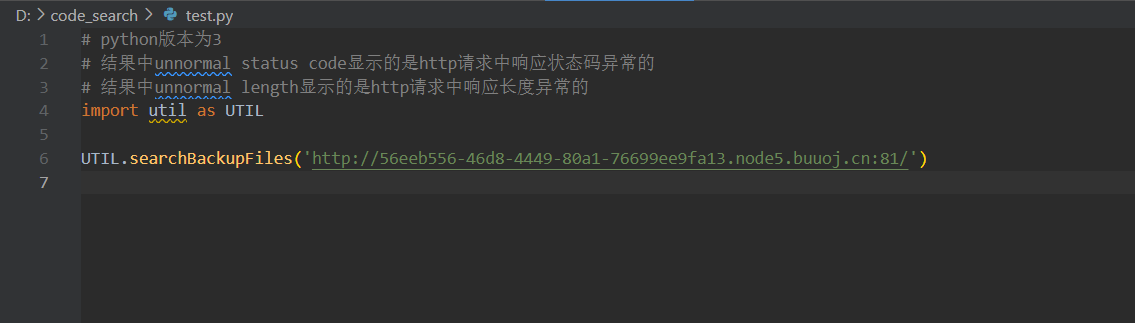 D: > code_search > test.py
1 # python版本为3
2 # 结果中unnormal status code显示的是http请求中响应状态码异常的
3 # 结果中unnormal length显示的是http请求中响应长度异常的
4 import util as UTIL
5
6 UTIL.searchBackupFiles('http://56eeb556-46d8-4449-80a1-76699ee9fa13.node5.buuoj.cn:81/')
7